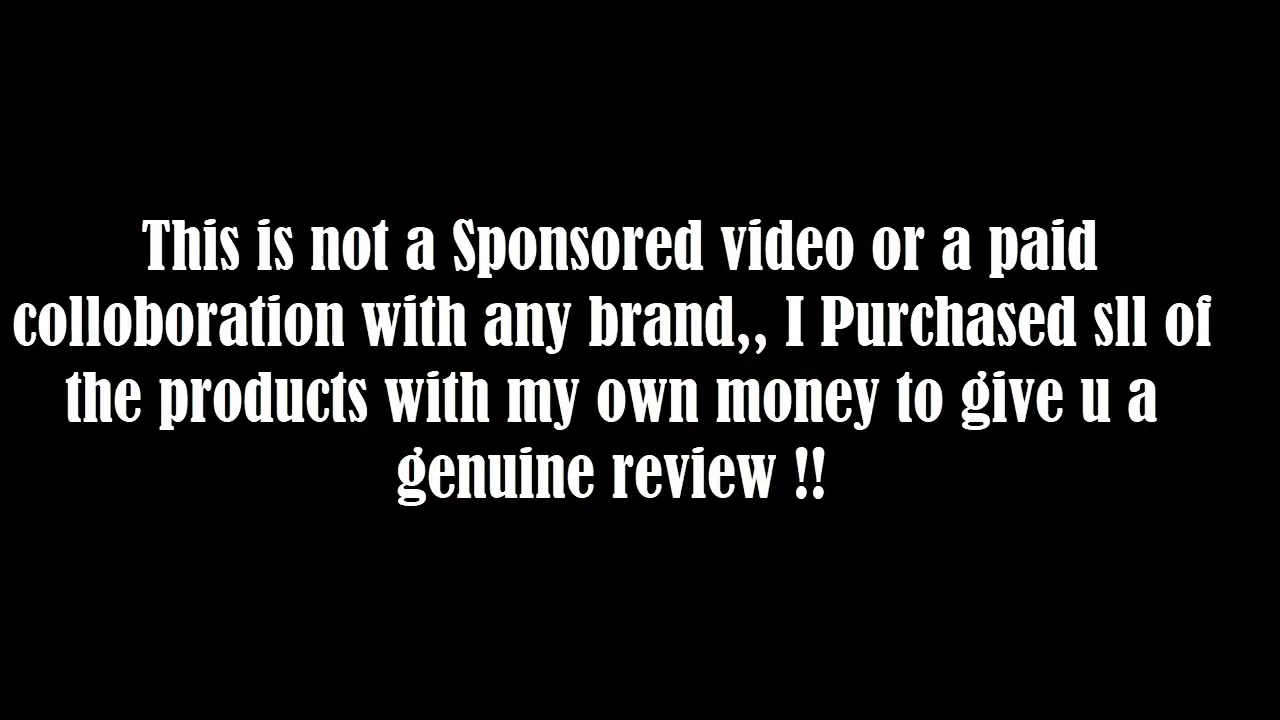 This is not a Sponsored video or a paid
colloboration with any brand,, I Purchased sll of
the products with my own money to give u a
genuine review !!